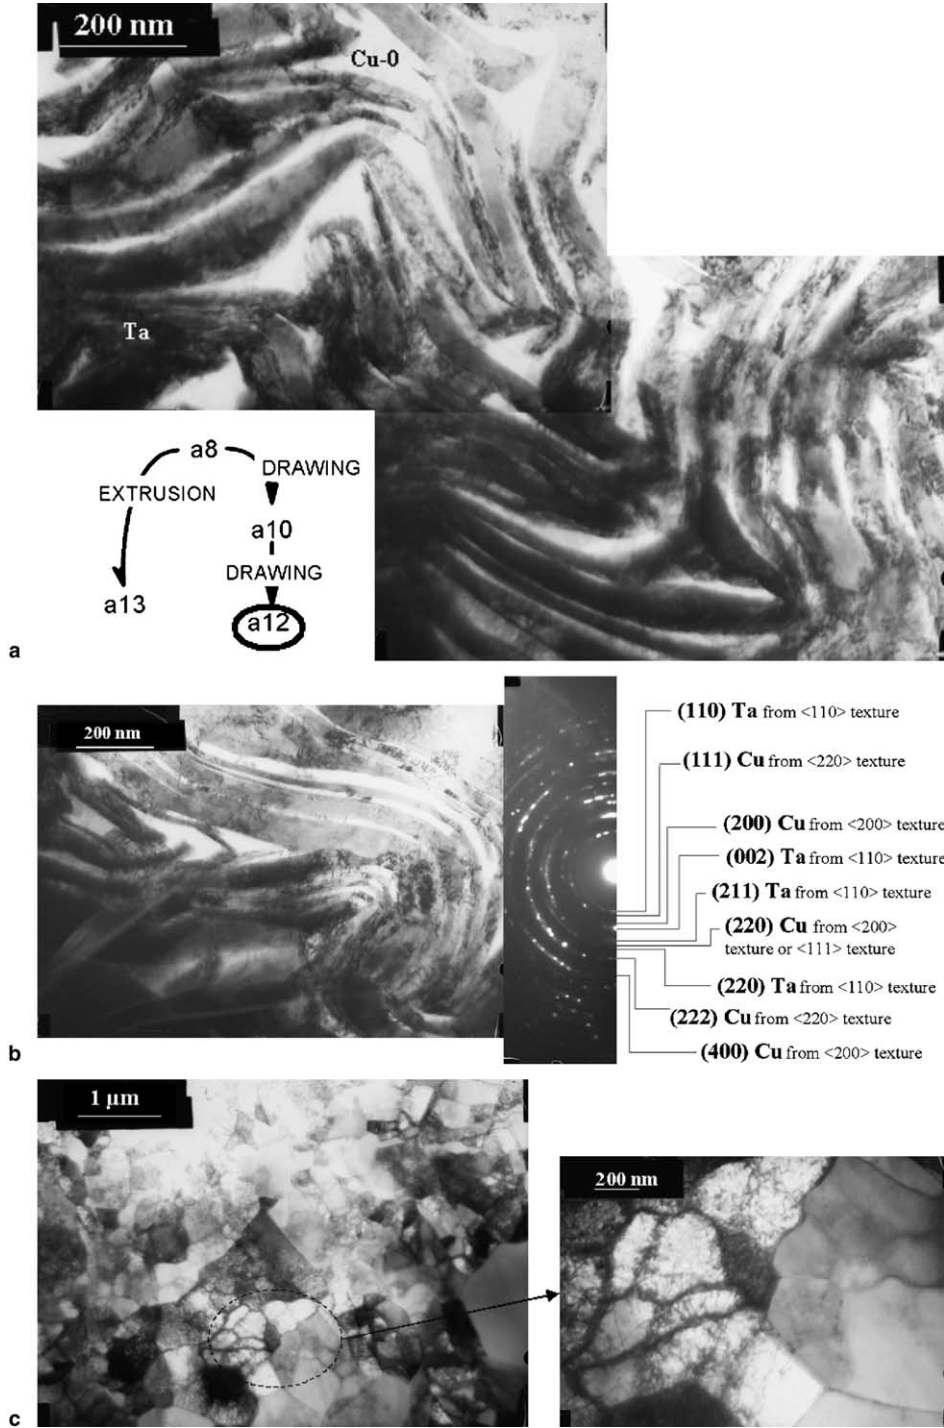 200 nm
Cu-0
Ta
a8
DRAWING
EXTRUSION
a10
DRAWING
a13
a12
a
200 nm
(110) Ta from <110> texture
(111) Cu from <220> texture
(200) Cu from <200> texture
(002) Ta from <110> texture
(211) Ta from <110> texture
(220) Cu from <200>
texture or <111> texture
(220) Ta from <110> texture
(222) Cu from <220> texture
(400) Cu from <200> texture
b
1 µm
200 nm
c